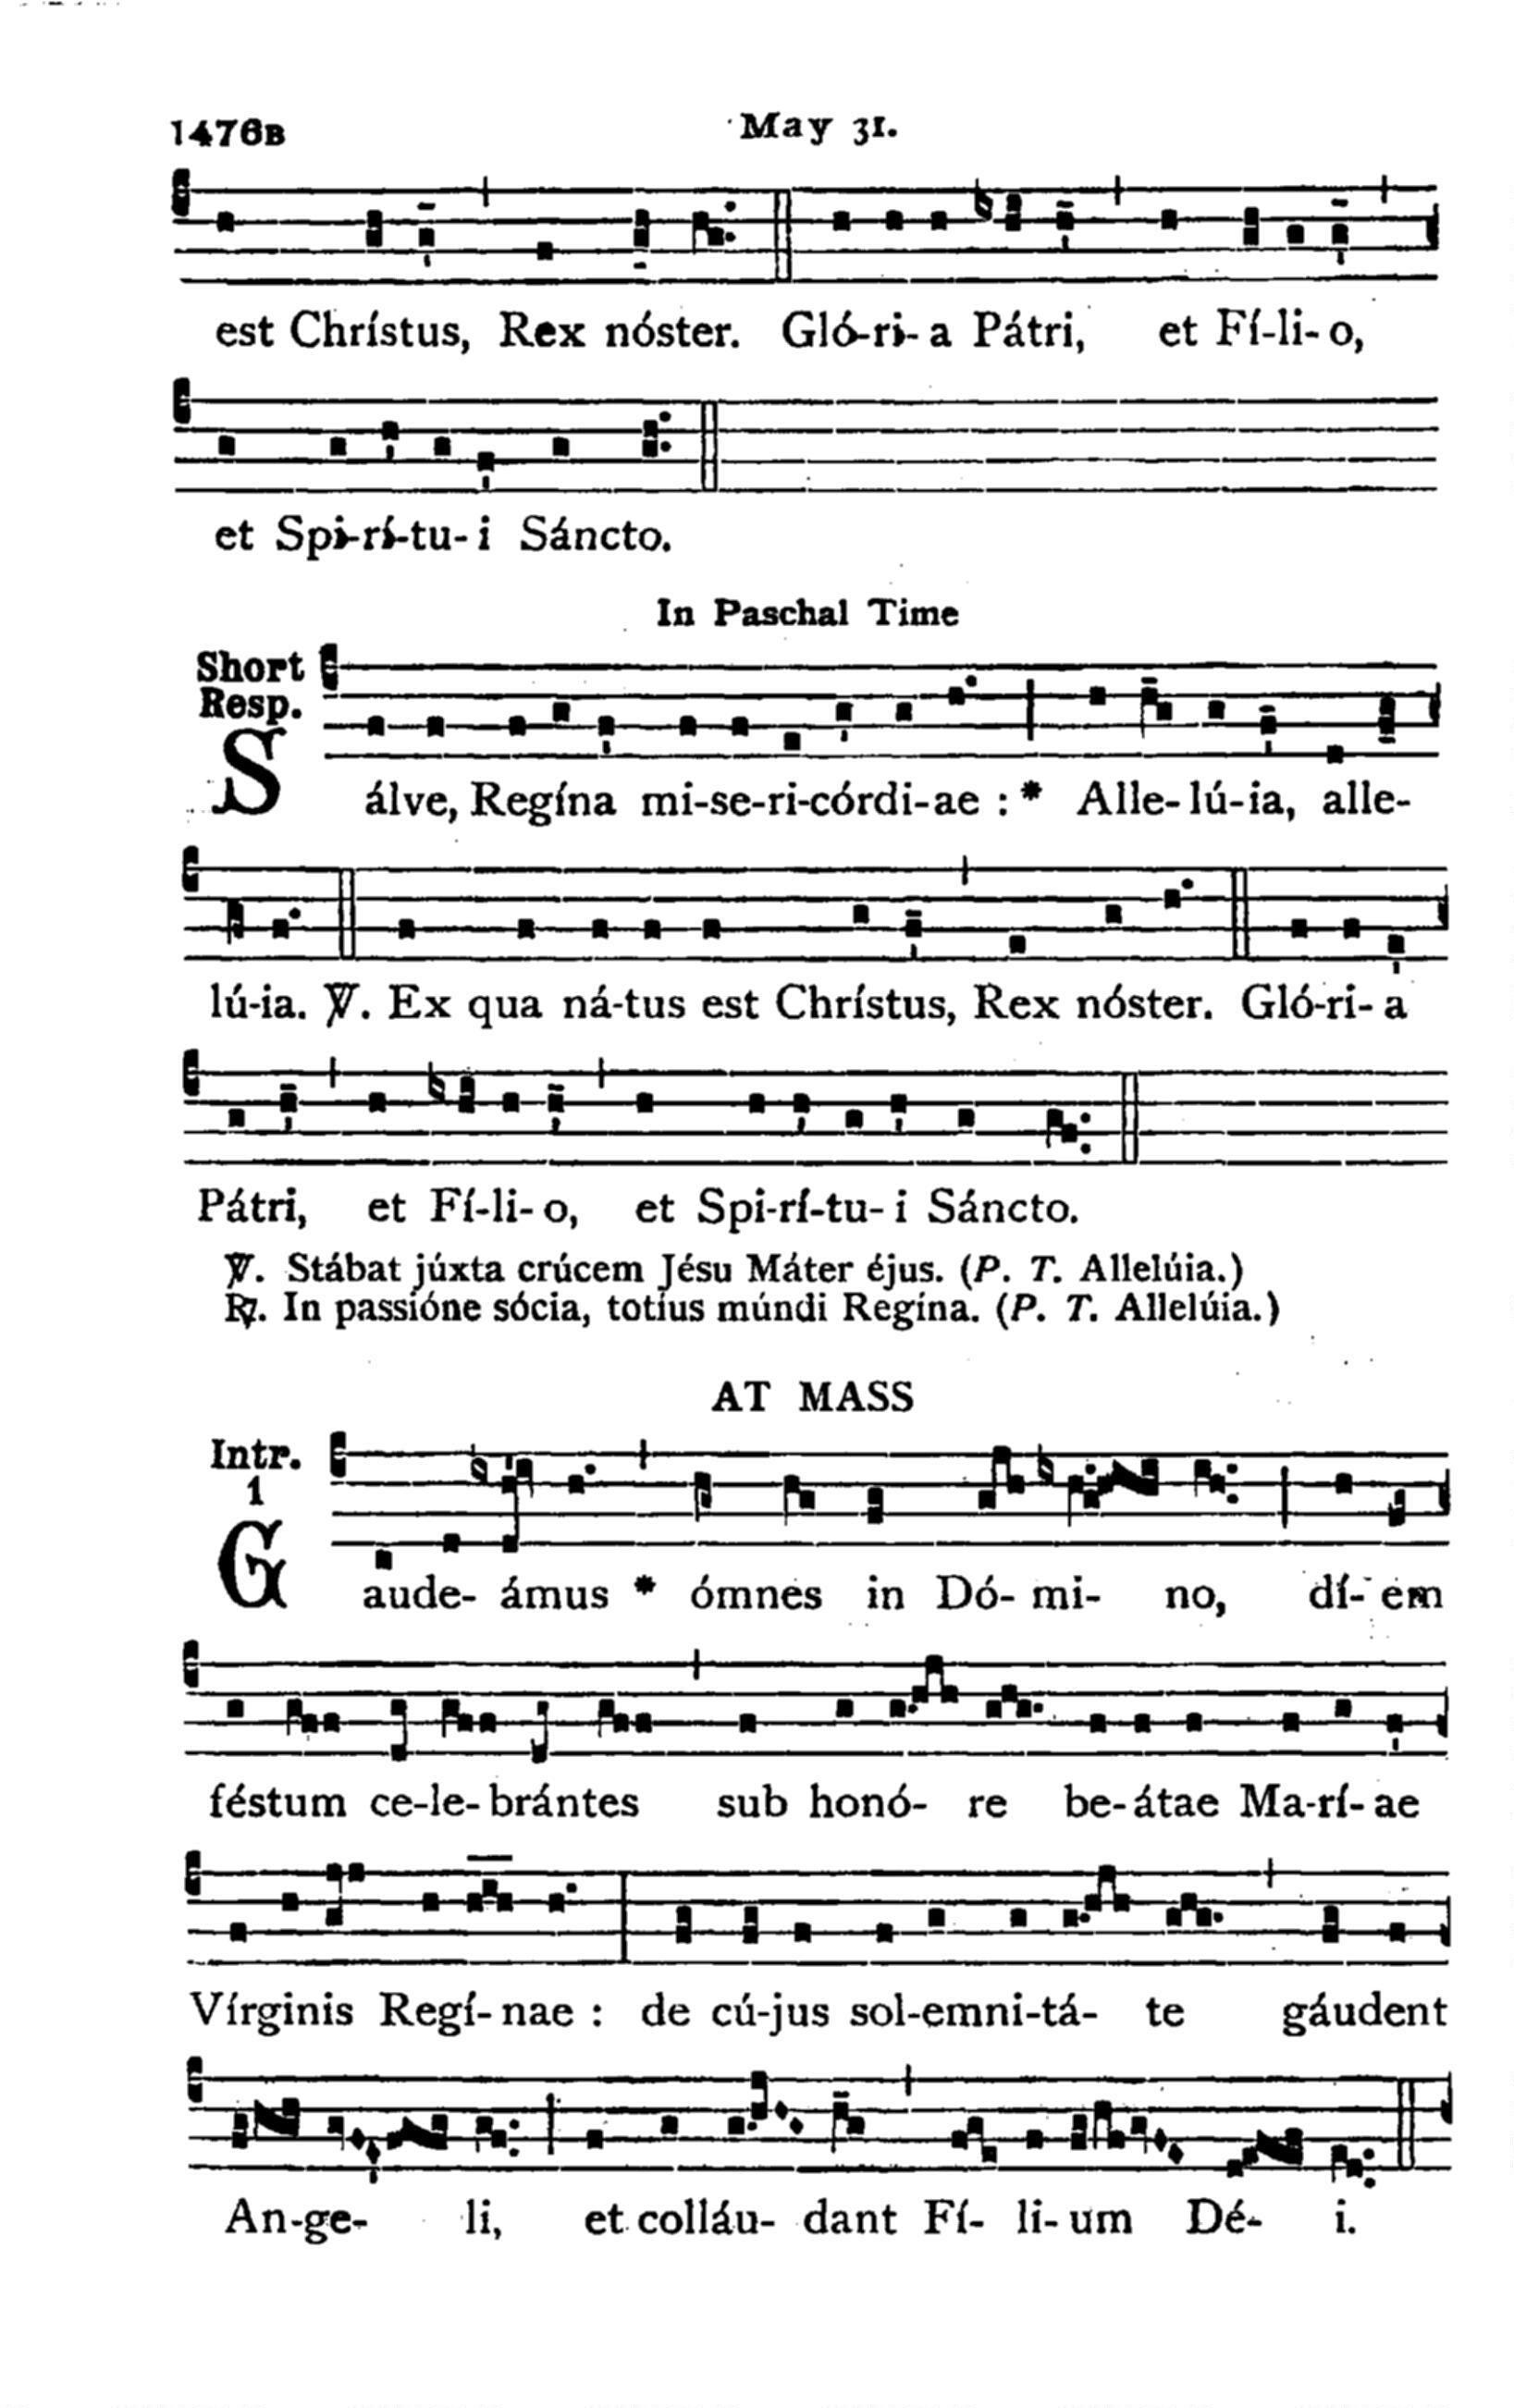 1476B May 31.
est Chrístus, Rex nóster. Gló-ri- a Pátri, et Fí-li- o,
et Spi-rí-tu- i Sáncto.
In Paschal Time
Short
Resp.
Sálve, Regína mi-se-ri-córdi-ae : * Alle- lú-ia, alle-
lú-ia. ℣. Ex qua ná-tus est Chrístus, Rex nóster. Gló-ri- a
Pátri, et Fí-li- o, et Spi-rí-tu- i Sáncto.
℣. Stábat júxta crúcem Jésu Máter éjus. (P. T. Allelúia.)
℟. In passióne sócia, totíus múndi Regína. (P. T. Allelúia.)
AT MASS
Intr.
1
Gaude- ámus * ómnes in Dó- mi- no, dí- em
féstum ce-le- brántes sub honó- re be- átae Ma-rí- ae
Vírginis Regí- nae : de cú-jus sol-emni-tá- te gáudent
An-ge- li, et colláu- dant Fí- li- um Dé- i.